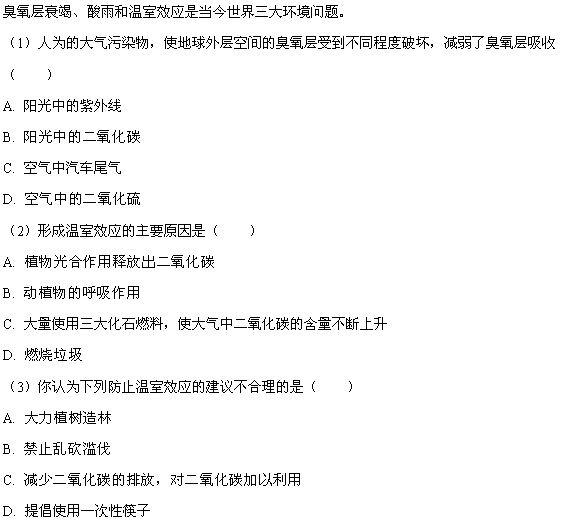 臭氧层衰竭、酸雨和温室效应是当今世界三大环境问题。
（1）人为的大气污染物，使地球外层空间的臭氧层受到不同程度破坏，减弱了臭氧层吸收
（　　）
A. 阳光中的紫外线
B. 阳光中的二氧化碳
C. 空气中汽车尾气
D. 空气中的二氧化硫
（2）形成温室效应的主要原因是（　　）
A. 植物光合作用释放出二氧化碳
B. 动植物的呼吸作用
C. 大量使用三大化石燃料，使大气中二氧化碳的含量不断上升
D. 燃烧垃圾
（3）你认为下列防止温室效应的建议不合理的是（　　）
A. 大力植树造林
B. 禁止乱砍滥伐
C. 减少二氧化碳的排放，对二氧化碳加以利用
D. 提倡使用一次性筷子